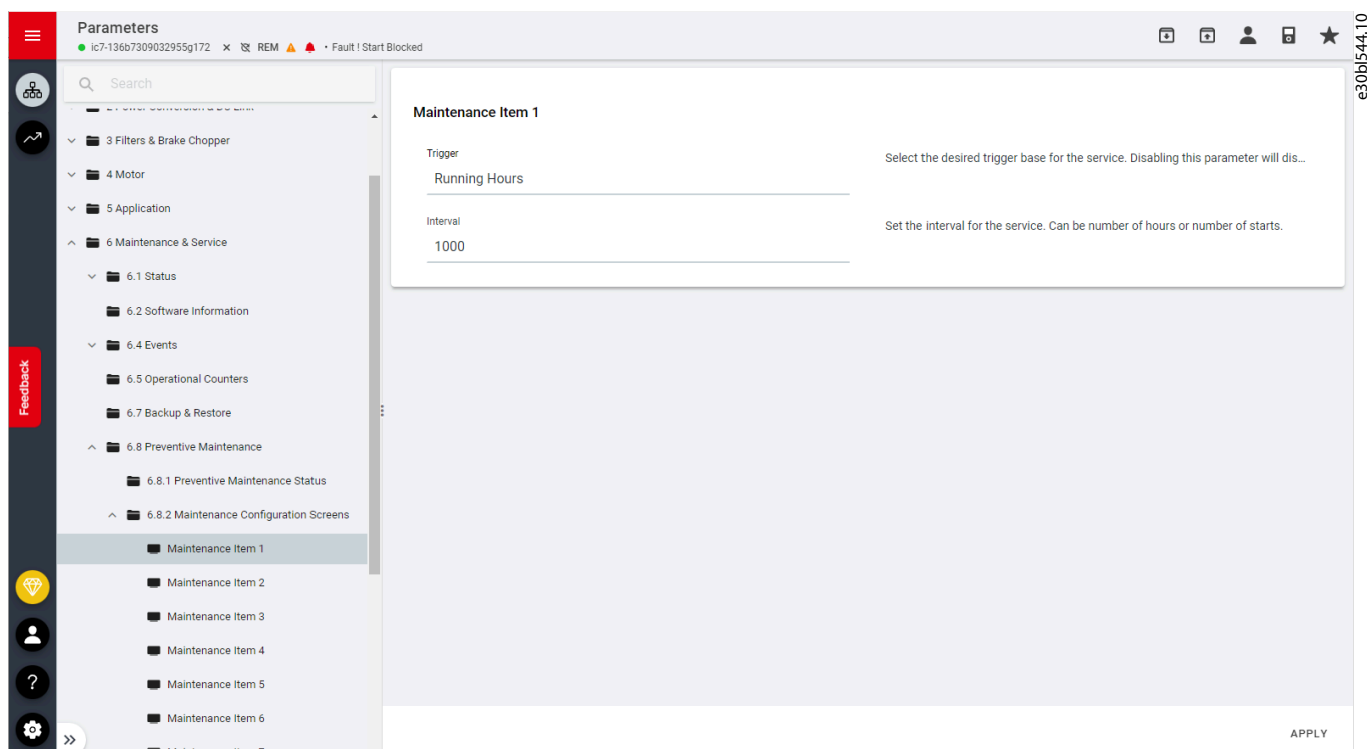 Parameters
ic7-136b7309032955g172 REM • Fault ! Start Blocked
e30bl544.10
Search
3 Filters & Brake Chopper
4 Motor
5 Application
6 Maintenance & Service
6.1 Status
6.2 Software Information
6.4 Events
6.5 Operational Counters
6.7 Backup & Restore
6.8 Preventive Maintenance
6.8.1 Preventive Maintenance Status
6.8.2 Maintenance Configuration Screens
Maintenance Item 1
Maintenance Item 2
Maintenance Item 3
Maintenance Item 4
Maintenance Item 5
Maintenance Item 6
Feedback
Maintenance Item 1
Trigger
Running Hours
Select the desired trigger base for the service. Disabling this parameter will dis...
Interval
1000
Set the interval for the service. Can be number of hours or number of starts.
APPLY